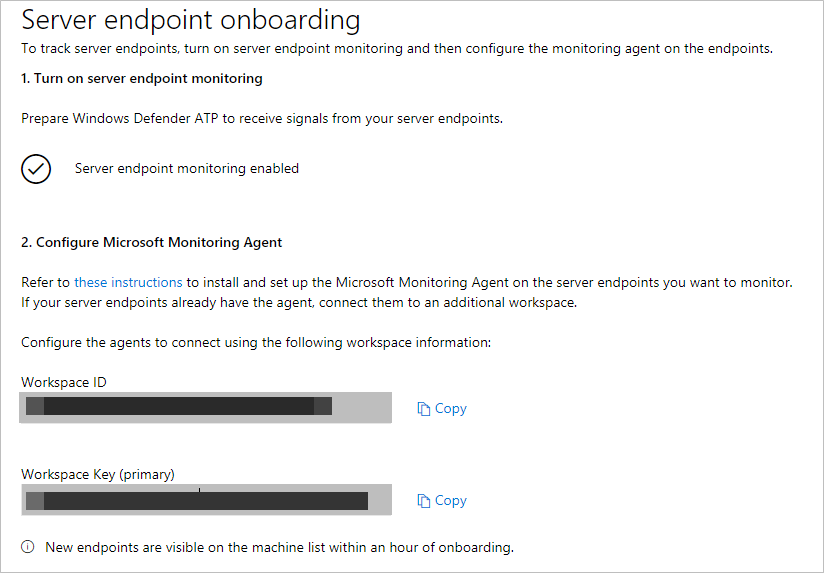 Server endpoint onboarding
To track server endpoints, turn on server endpoint monitoring and then configure the monitoring agent on the endpoints.
1. Turn on server endpoint monitoring
Prepare Windows Defender ATP to receive signals from your server endpoints.
Server endpoint monitoring enabled
2. Configure Microsoft Monitoring Agent
Refer to these instructions to install and set up the Microsoft Monitoring Agent on the server endpoints you want to monitor.
If your server endpoints already have the agent, connect them to an additional workspace.
Configure the agents to connect using the following workspace information:
Workspace ID
Copy
Workspace Key (primary)
Copy
New endpoints are visible on the machine list within an hour of onboarding.